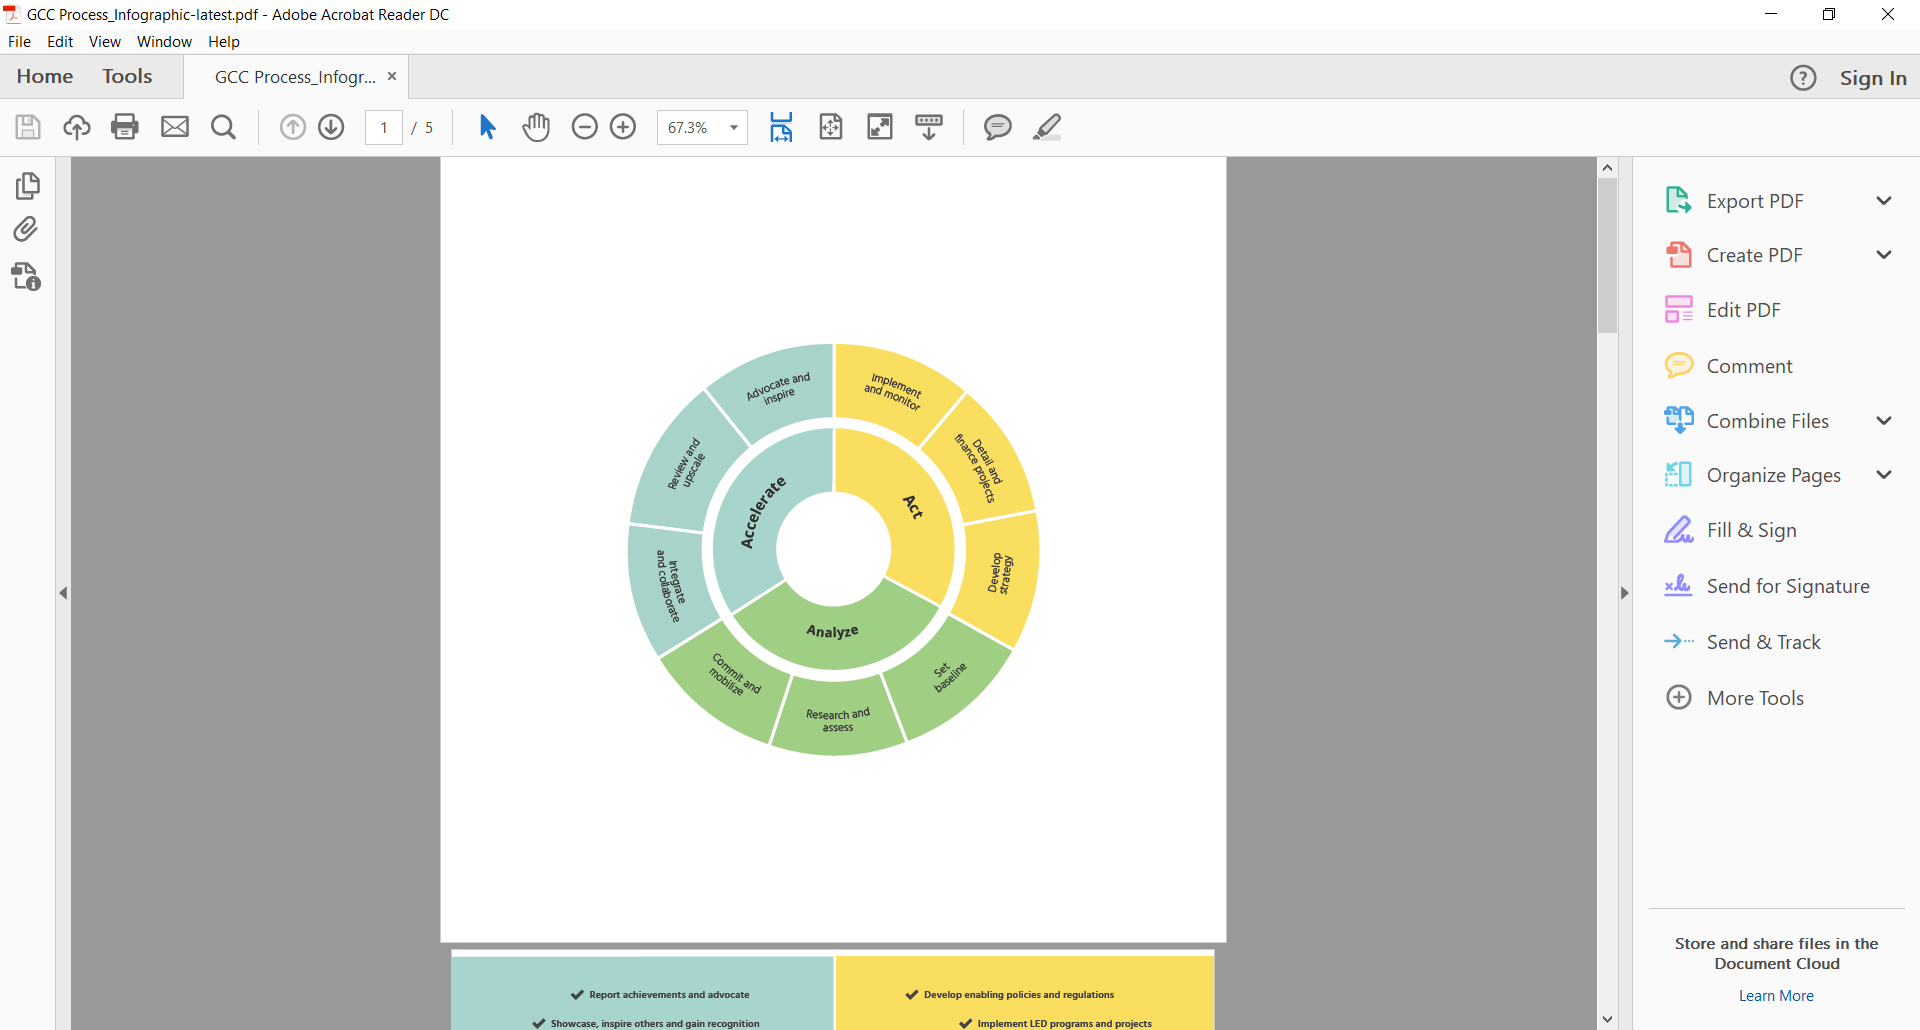 GCC Process_Infographic-latest.pdf - Adobe Acrobat Reader DC
File Edit View Window Help
Home Tools GCC Process_Infogr... × Sign In
1 / 5 67.3%
Export PDF
Create PDF
Edit PDF
Comment
Combine Files
Organize Pages
Fill & Sign
Send for Signature
Send & Track
More Tools
Store and share files in the
Document Cloud
Learn More
Advocate and
inspire
Implement
and monitor
Detail and
finance projects
Develop
strategy
Set
baseline
Research and
assess
Commit and
mobilize
Integrate
and collaborate
Review and
upscale
Accelerate
Act
Analyze
Report achievements and advocate
Showcase, inspire others and gain recognition
Develop enabling policies and regulations
Implement LED programs and projects